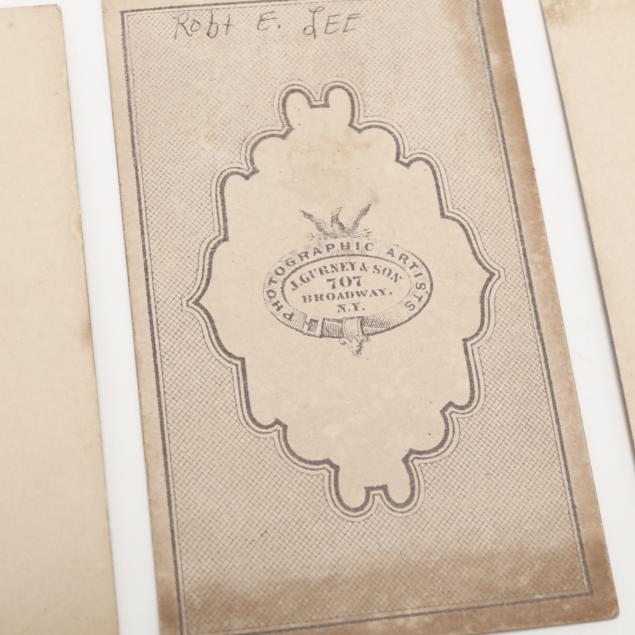 Robt E. LEE
PHOTOGRAPHIC ARTISTS
J. GURNEY & SON
707
BROADWAY,
N.Y.